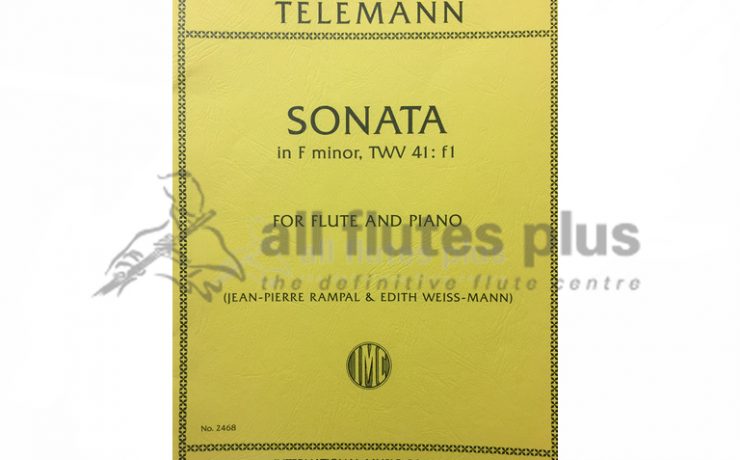 TELEMANN
SONATA
in F minor, TWV 41: f1
FOR FLUTE AND PIANO
all flutes plus
the definitive flute centre
(JEAN-PIERRE RAMPAL & EDITH WEISS-MANN)
IMC
No. 2468